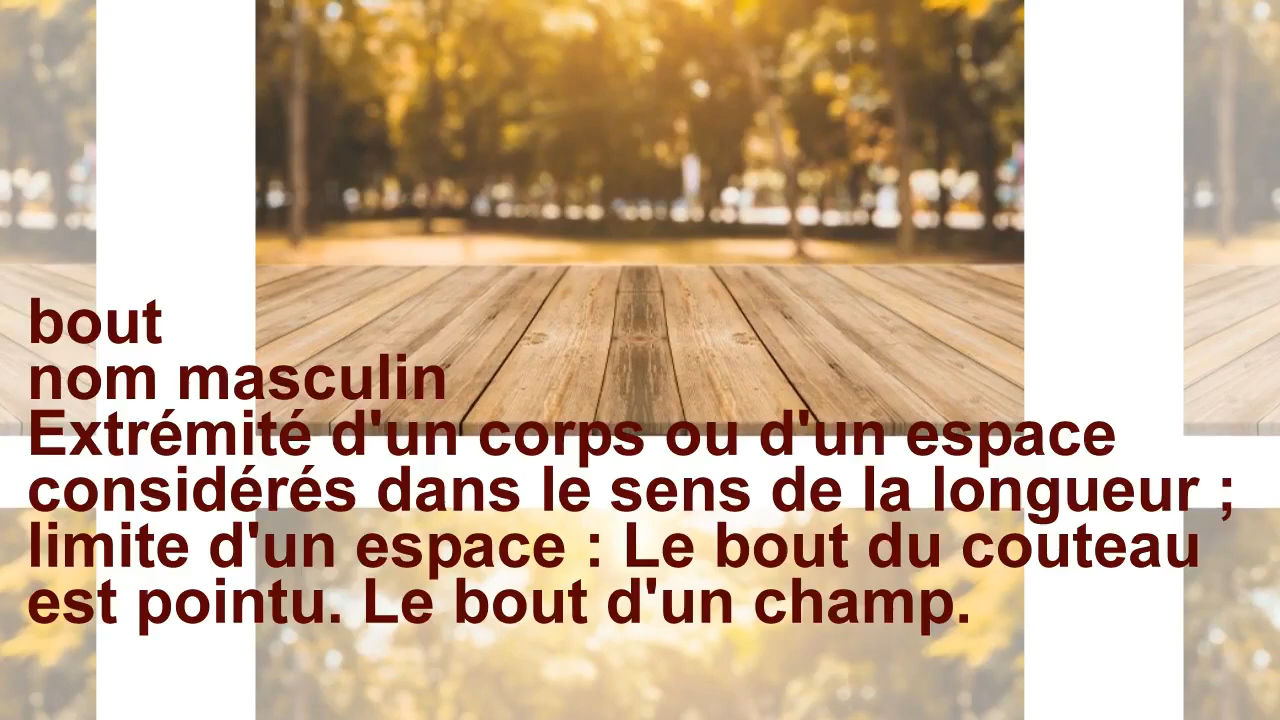 bout
nom masculin
Extrémité d'un corps ou d'un espace
considérés dans le sens de la longueur ;
limite d'un espace : Le bout du couteau
est pointu. Le bout d'un champ.